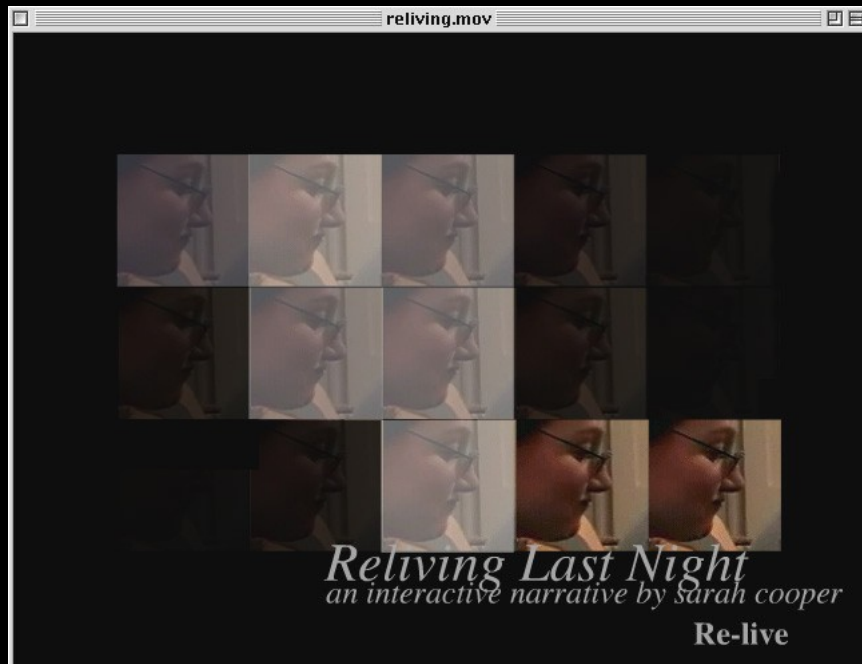 reliving.mov
Reliving Last Night
an interactive narrative by sarah cooper
Re-live